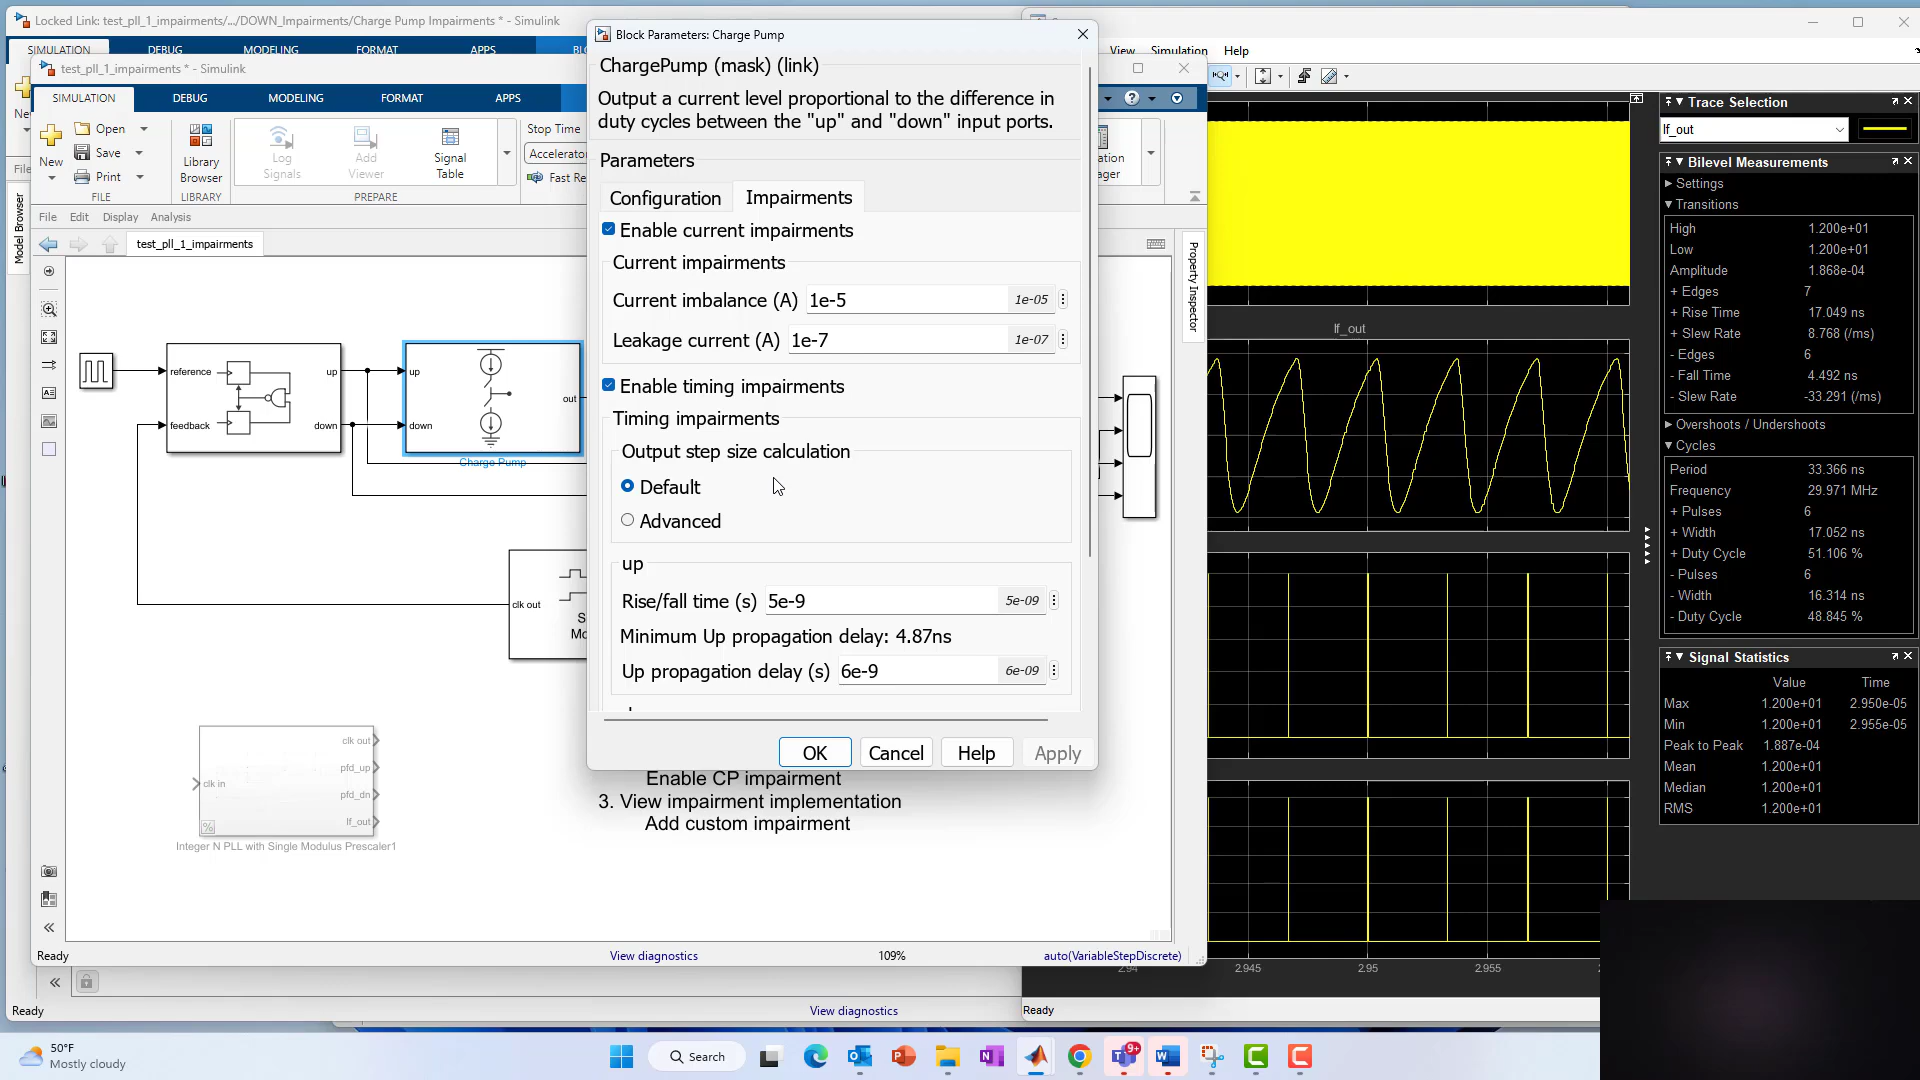 Locked Link: test_pll_1_impairments/.../DOWN_Impairments/Charge Pump Impairments * - Simulink
SIMULATION DEBUG MODELING FORMAT APPS
test_pll_1_impairments * - Simulink
SIMULATION DEBUG MODELING FORMAT APPS
New
Open
Save
Print
FILE
Library
Browser
LIBRARY
Log
Signals
Add
Viewer
Signal
Table
PREPARE
Stop Time
Accelerator
Fast Re
File Edit Display Analysis
Model Browser
test_pll_1_impairments
Property Inspector
reference
feedback
up
down
up
down
out
Charge Pump
clk out
clk in
clk out
pfd_up
pfd_dn
lf_out
Integer N PLL with Single Modulus Prescaler1
Enable CP impairment
3. View impairment implementation
Add custom impairment
Ready
View diagnostics
109%
auto(VariableStepDiscrete)
Ready
View diagnostics
Block Parameters: Charge Pump
ChargePump (mask) (link)
Output a current level proportional to the difference in
duty cycles between the "up" and "down" input ports.
Parameters
Configuration Impairments
Enable current impairments
Current impairments
Current imbalance (A) 1e-5 1e-05
Leakage current (A) 1e-7 1e-07
Enable timing impairments
Timing impairments
Output step size calculation
Default
Advanced
up
Rise/fall time (s) 5e-9 5e-09
Minimum Up propagation delay: 4.87ns
Up propagation delay (s) 6e-9 6e-09
OK Cancel Help Apply
View Simulation Help
lf_out
2.94 2.945 2.95 2.955
Ready
Trace Selection
lf_out
Bilevel Measurements
Settings
Transitions
High 1.200e+01
Low 1.200e+01
Amplitude 1.868e-04
+ Edges 7
+ Rise Time 17.049 ns
+ Slew Rate 8.768 (/ms)
- Edges 6
- Fall Time 4.492 ns
- Slew Rate -33.291 (/ms)
Overshoots / Undershoots
Cycles
Period 33.366 ns
Frequency 29.971 MHz
+ Pulses 6
+ Width 17.052 ns
+ Duty Cycle 51.106 %
- Pulses 6
- Width 16.314 ns
- Duty Cycle 48.845 %
Signal Statistics
Value Time
Max 1.200e+01 2.950e-05
Min 1.200e+01 2.955e-05
Peak to Peak 1.887e-04
Mean 1.200e+01
Median 1.200e+01
RMS 1.200e+01
50°F
Mostly cloudy
Search
9+